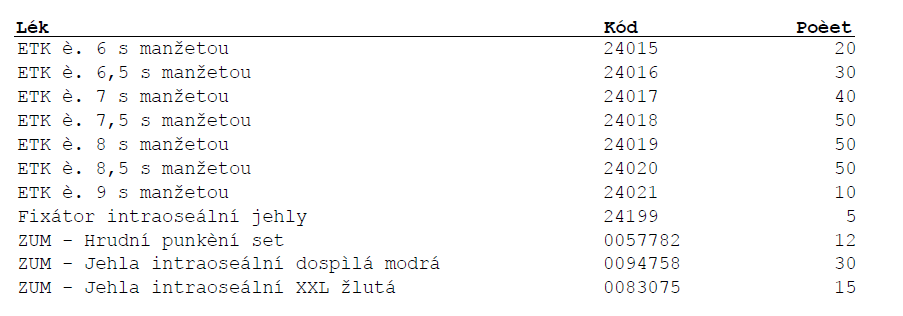 Lék Kód Poèet
ETK è. 6 s manžetou 24015 20
ETK è. 6,5 s manžetou 24016 30
ETK è. 7 s manžetou 24017 40
ETK è. 7,5 s manžetou 24018 50
ETK è. 8 s manžetou 24019 50
ETK è. 8,5 s manžetou 24020 50
ETK è. 9 s manžetou 24021 10
Fixátor intraoseální jehly 24199 5
ZUM - Hrudní punkèní set 0057782 12
ZUM - Jehla intraoseální dospìlá modrá 0094758 30
ZUM - Jehla intraoseální XXL žlutá 0083075 15